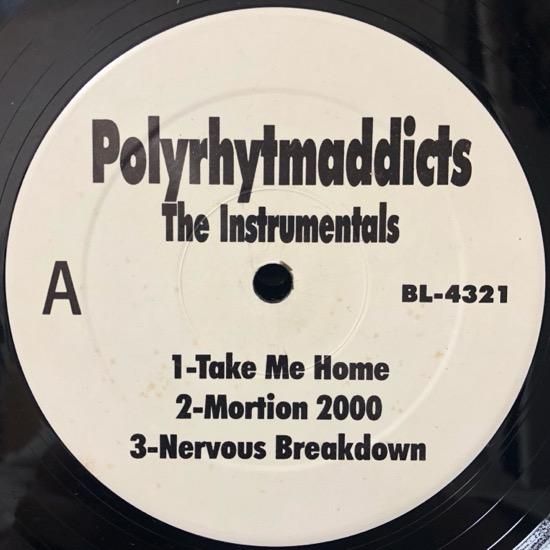 Polyrhytmaddicts
The Instrumentals
A
BL-4321
1-Take Me Home
2-Mortion 2000
3-Nervous Breakdown